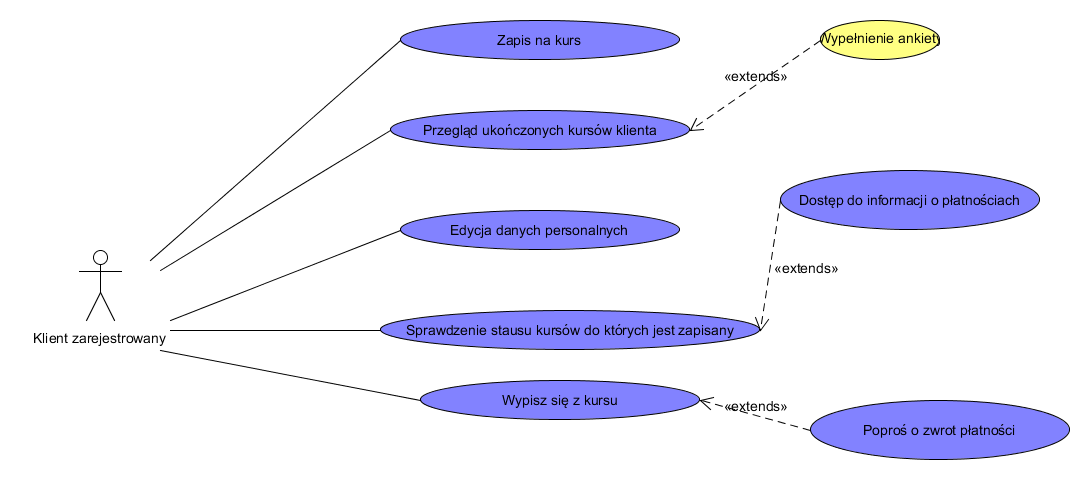 Zapis na kurs
Wypełnienie ankiety
«extends»
Przegląd ukończonych kursów klienta
Dostęp do informacji o płatnościach
Edycja danych personalnych
«extends»
Klient zarejestrowany
Sprawdzenie stausu kursów do których jest zapisany
Wypisz się z kursu
«extends»
Poproś o zwrot płatności